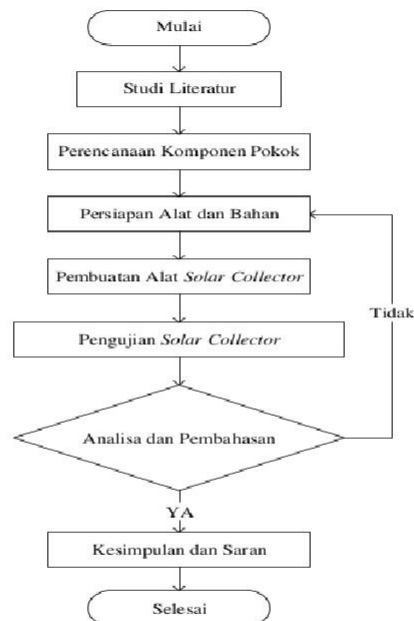 Mulai
Studi Literatur
Perencanaan Komponen Pokok
Persiapan Alat dan Bahan
Pembuatan Alat Solar Collector
Tidak
Pengujian Solar Collector
Analisa dan Pembahasan
YA
Kesimpulan dan Saran
Selesai